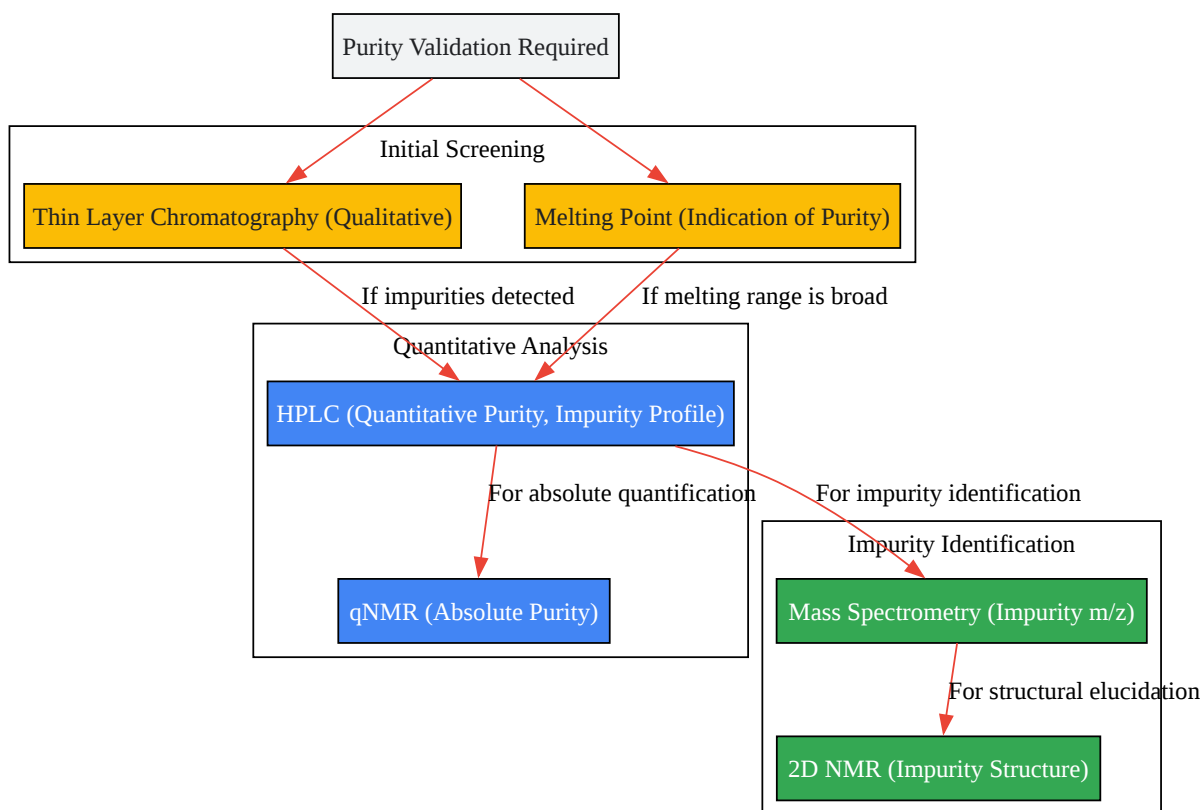 Purity Validation Required
Initial Screening
Thin Layer Chromatography (Qualitative)
Melting Point (Indication of Purity)
If impurities detected
If melting range is broad
Quantitative Analysis
HPLC (Quantitative Purity, Impurity Profile)
For absolute quantification
For impurity identification
Impurity Identification
qNMR (Absolute Purity)
Mass Spectrometry (Impurity m/z)
For structural elucidation
2D NMR (Impurity Structure)